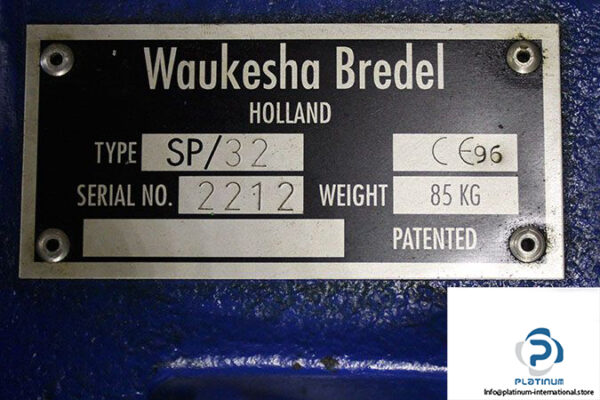 Waukesha Bredel
HOLLAND
TYPE SP/32 CE96
SERIAL NO. 2212 WEIGHT 85 KG
PATENTED
PLATINUM
Info@platinum-international.store